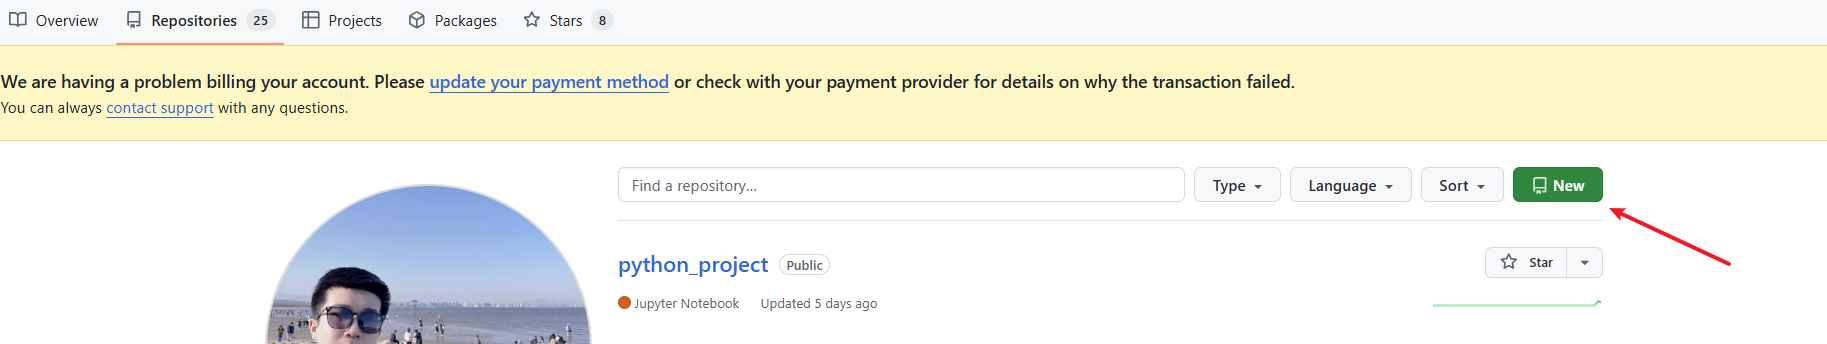 Overview Repositories 25 Projects Packages Stars 8
We are having a problem billing your account. Please update your payment method or check with your payment provider for details on why the transaction failed.
You can always contact support with any questions.
Find a repository... Type Language Sort New
python_project Public Star
Jupyter Notebook Updated 5 days ago